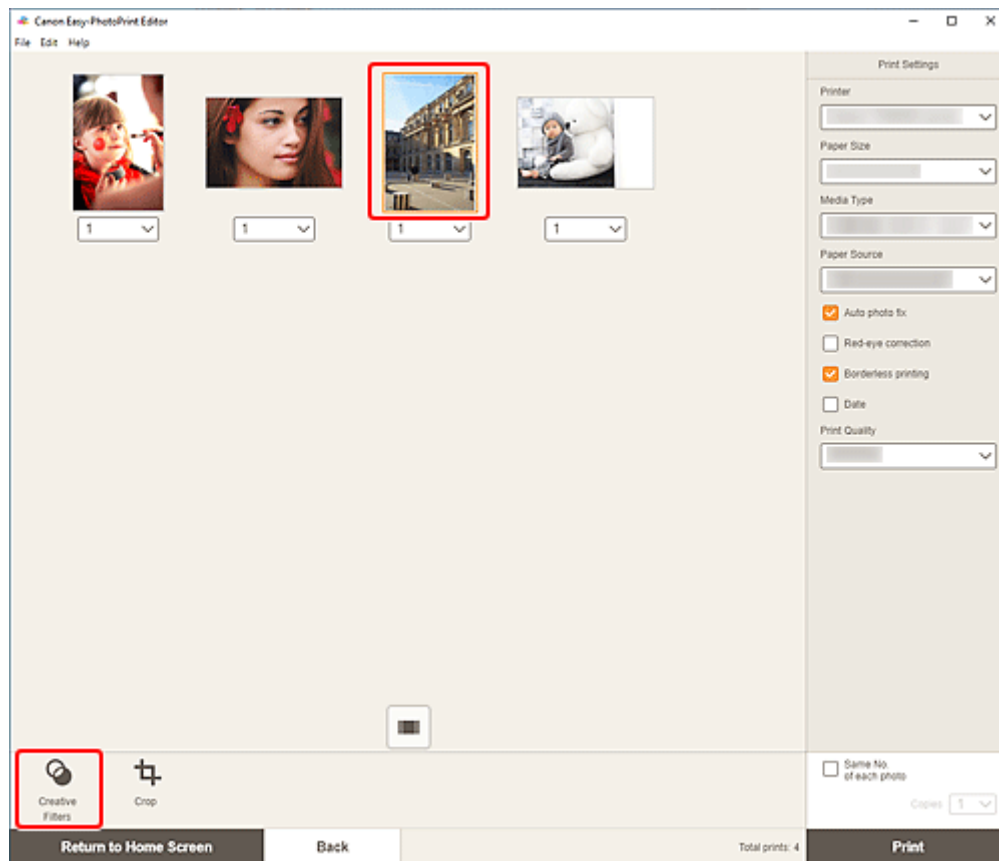 Canon Easy-PhotoPrint Editor
File Edit Help
Print Settings
Printer
Paper Size
Media Type
Paper Source
Auto photo fix
Red-eye correction
Borderless printing
Date
Print Quality
1
1
1
1
Creative
Filters
Crop
Same No.
of each photo
Copies 1
Return to Home Screen
Back
Total prints: 4
Print